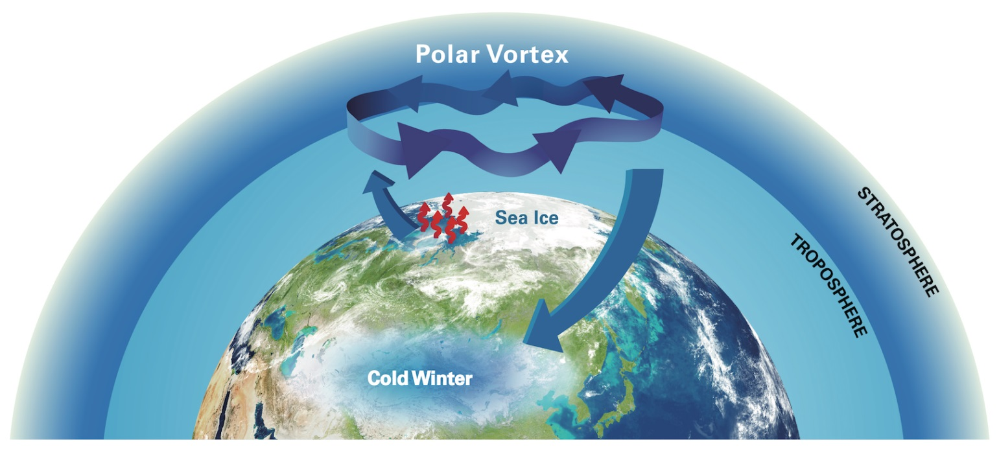 Polar Vortex
Sea Ice
STRATOSPHERE
TROPOSPHERE
Cold Winter